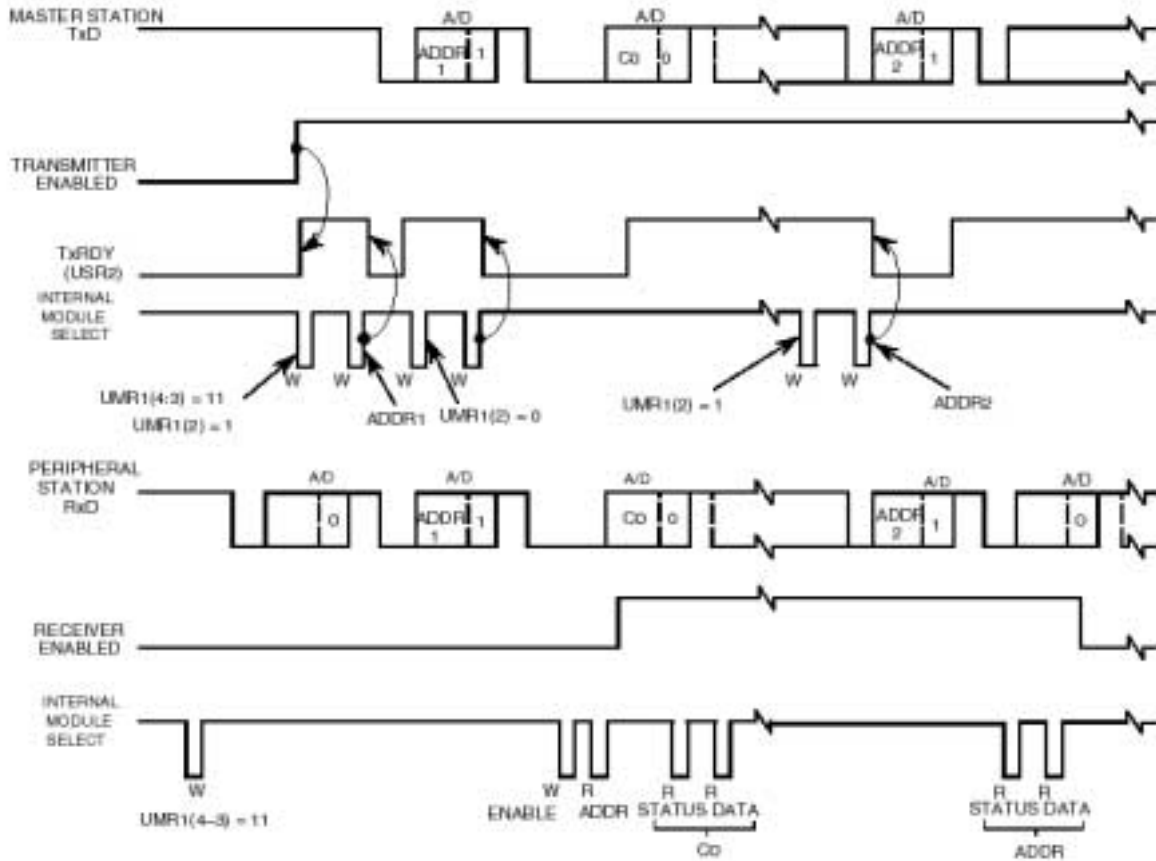 MASTER STATION
TxD
A/D
A/D
A/D
ADDR
1
1
C0
0
ADDR
2
1
TRANSMITTER
ENABLED
TxRDY
(USR2)
INTERNAL
MODULE
SELECT
W
W
W
W
W
W
UMR1(4:3) = 11
UMR1(2) = 1
ADDR1
UMR1(2) = 0
UMR1(2) = 1
ADDR2
PERIPHERAL
STATION
RxD
A/D
A/D
A/D
A/D
A/D
0
ADDR
1
1
C0
0
ADDR
2
1
0
RECEIVER
ENABLED
INTERNAL
MODULE
SELECT
W
W
R
R
R
R
R
UMR1(4–3) = 11
ENABLE
ADDR
STATUS DATA
STATUS DATA
C0
ADDR